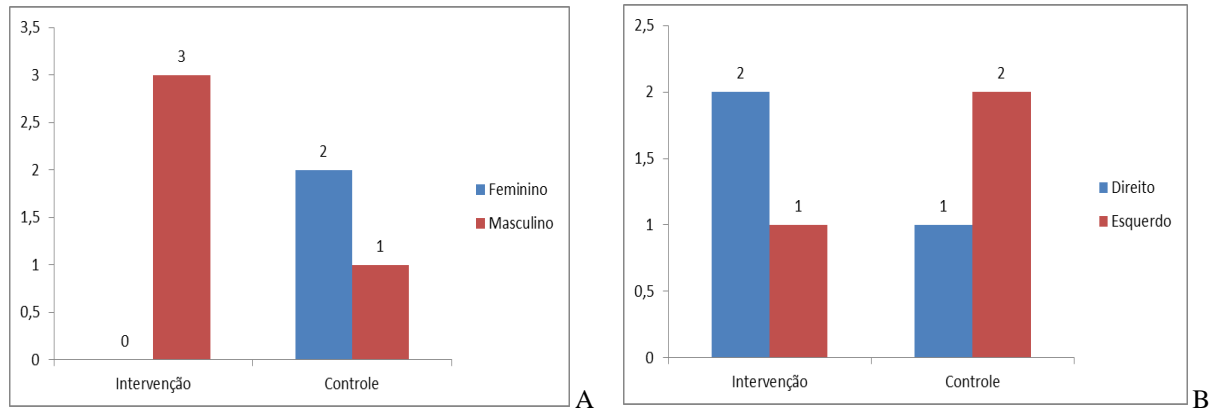 3,5
3
2,5
2
1,5
1
0,5
0
0
3
2
1
Intervenção Controle
Feminino
Masculino
A
2,5
2
1,5
1
0,5
0
2
1
1
2
Intervenção Controle
Direito
Esquerdo
B